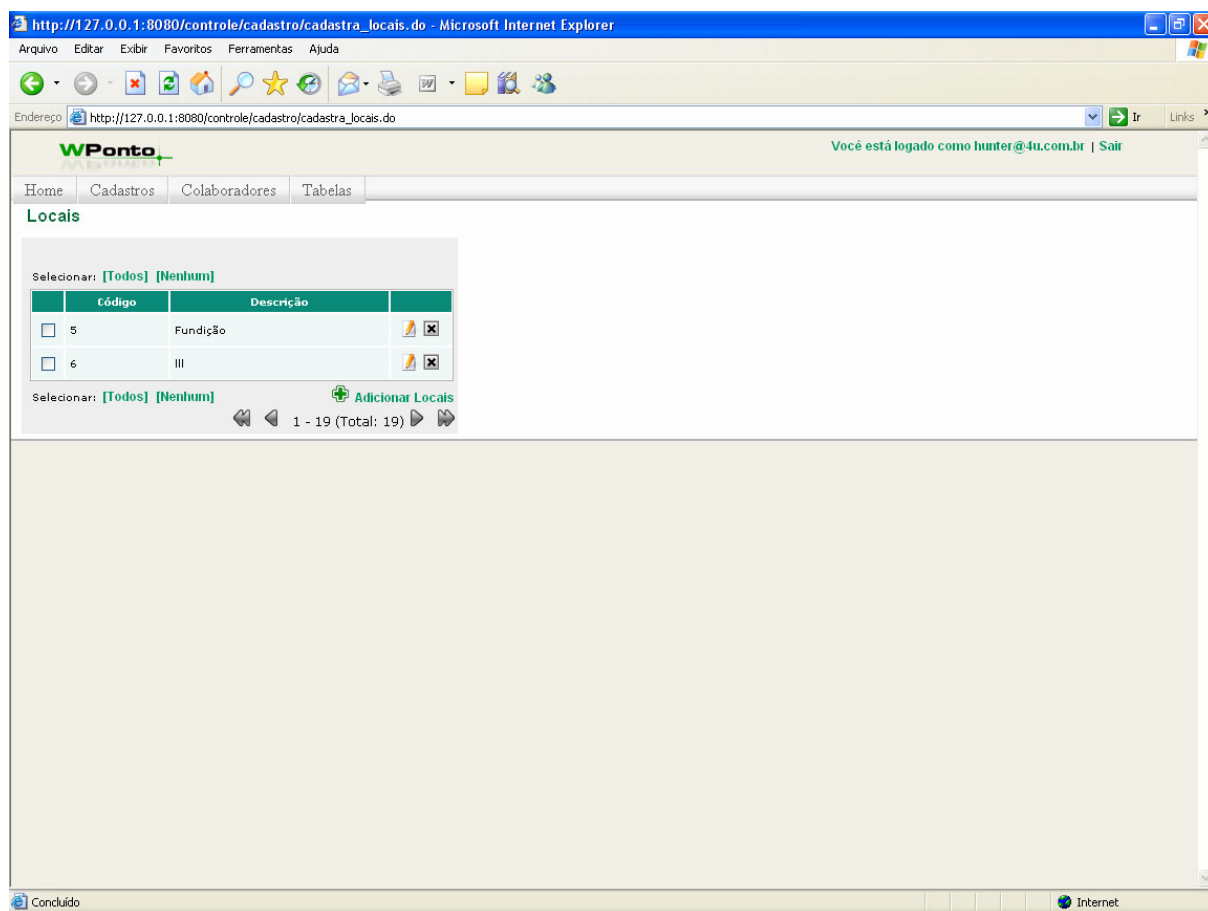 http://127.0.0.1:8080/controle/cadastro/cadastra_locais.do - Microsoft Internet Explorer
Arquivo Editar Exibir Favoritos Ferramentas Ajuda
Endereço http://127.0.0.1:8080/controle/cadastro/cadastra_locais.do Ir Links
WPonto Você está logado como hunter@4u.com.br | Sair
Home Cadastros Colaboradores Tabelas
Locais
Selecionar: [Todos] [Nenhum]
Código Descrição
5 Fundição
6 III
Selecionar: [Todos] [Nenhum] Adicionar Locais
1 - 19 (Total: 19)
Concluído Internet